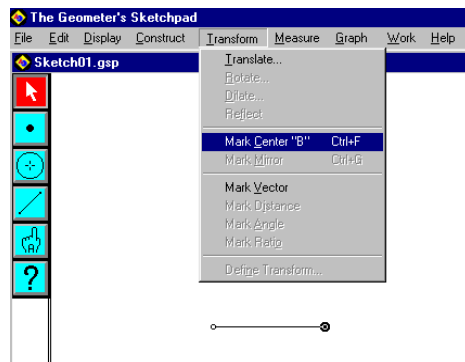 The Geometer's Sketchpad
File Edit Display Construct Transform Measure Graph Work Help
Sketch01.gsp
Translate...
Rotate...
Dilate...
Reflect
Mark Center "B" Ctrl+F
Mark Mirror Ctrl+G
Mark Vector
Mark Distance
Mark Angle
Mark Ratio
Define Transform...
A
?